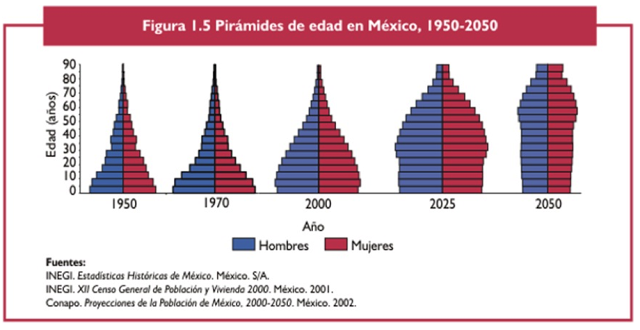 Figura 1.5 Pirámides de edad en México, 1950-2050
Edad (años)
90
80
70
60
50
40
30
20
10
0
1950 1970 2000 2025 2050
Año
Hombres Mujeres
Fuentes:
INEGI. Estadísticas Históricas de México. México. S/A.
INEGI. XII Censo General de Población y Vivienda 2000. México. 2001.
Conapo. Proyecciones de la Población de México, 2000-2050. México. 2002.